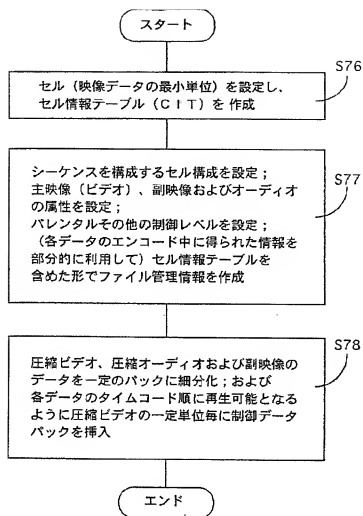 スタート
S76
セル（映像データの最小単位）を設定し、
セル情報テーブル（ＣＩＴ）を 作成
S77
シーケンスを構成するセル構成を設定；
主映像（ビデオ）、副映像およびオーディオ
の属性を設定；
パレンタルその他の制御レベルを設定；
（各データのエンコード中に得られた情報を
部分的に利用して）セル情報テーブルを
含めた形でファイル管理情報を作成
S78
圧縮ビデオ、圧縮オーディオおよび副映像の
データを一定のパックに細分化；および
各データのタイムコード順に再生可能となる
ように圧縮ビデオの一定単位毎に制御データ
パックを挿入
エンド